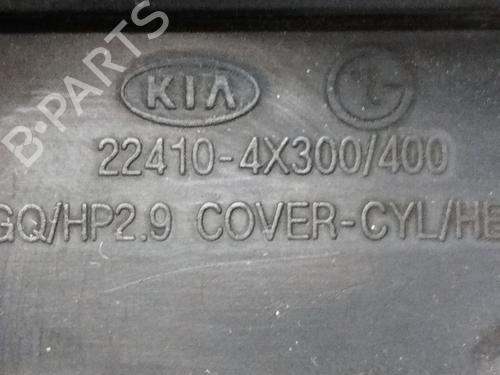 B-PARTS
KIA
22410-4X300/400
GQ/HP2.9 COVER-CYL/HE